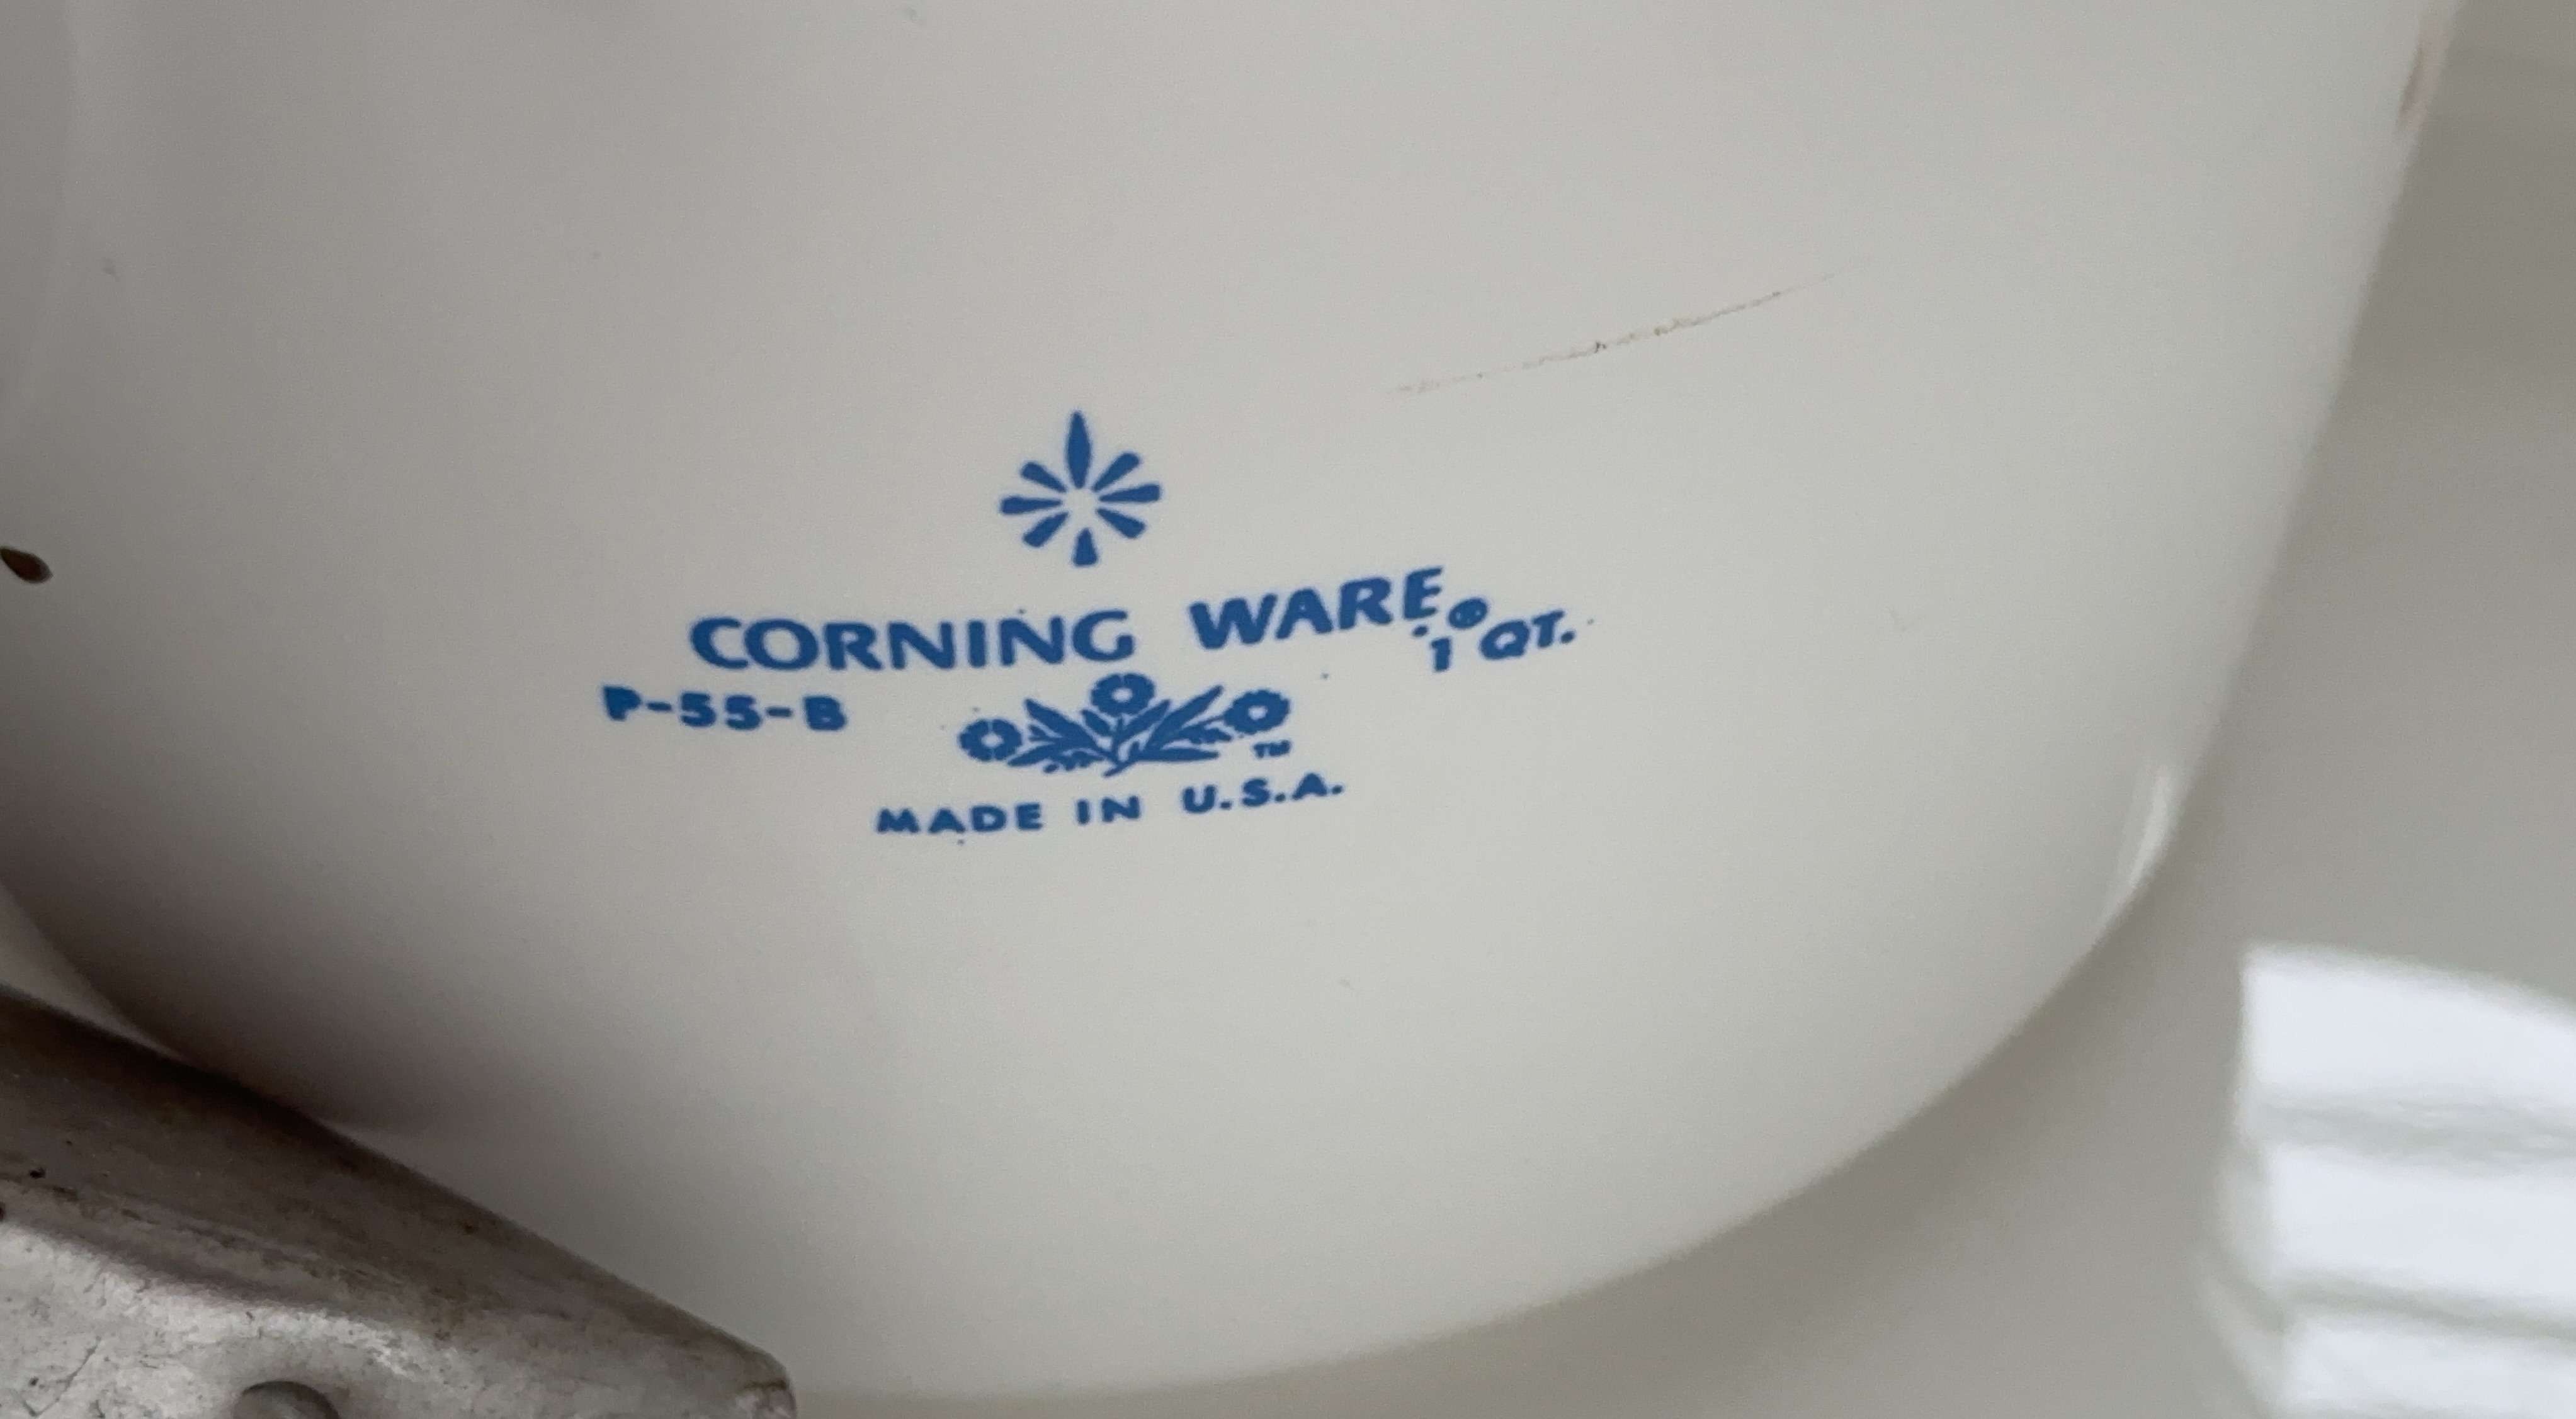 CORNING WARE®
1 QT.
P-55-B
TM
MADE IN U.S.A.